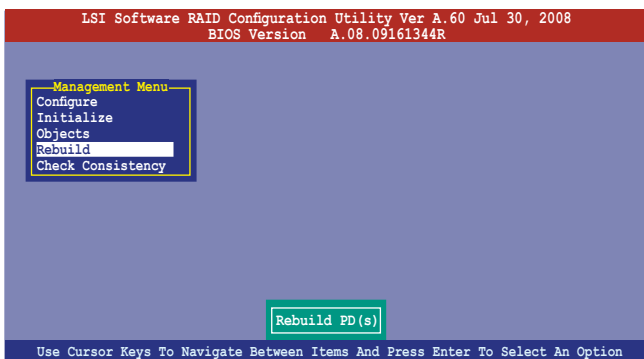 LSI Software RAID Configuration Utility Ver A.60 Jul 30, 2008
BIOS Version A.08.09161344R
Management Menu
Configure
Initialize
Objects
Rebuild
Check Consistency
Rebuild PD(s)
Use Cursor Keys To Navigate Between Items And Press Enter To Select An Option